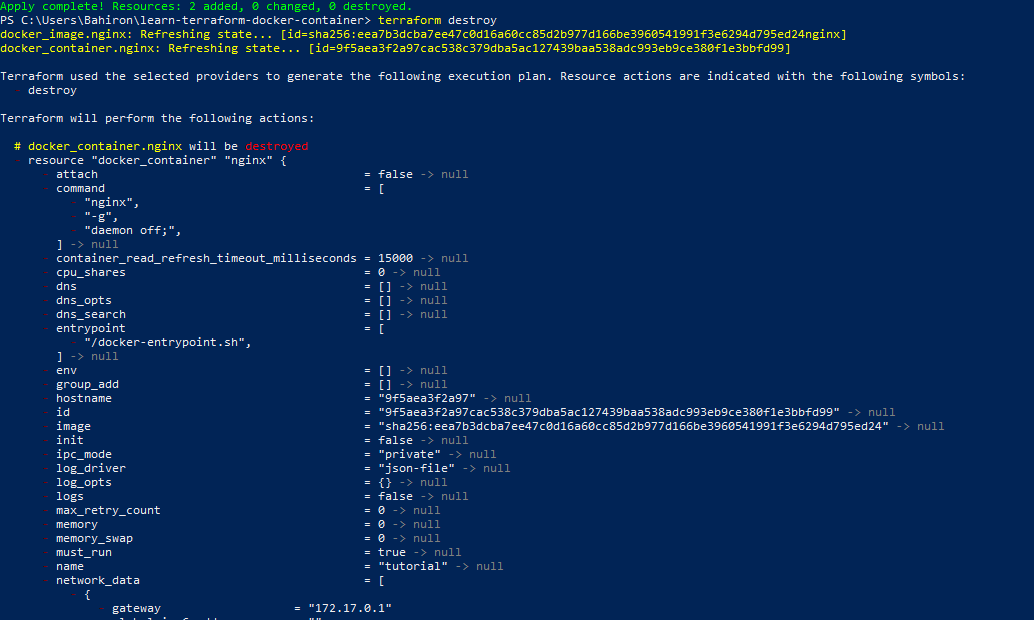 Apply complete! Resources: 2 added, 0 changed, 0 destroyed.
PS C:\Users\Bahiron\learn-terraform-docker-container> terraform destroy
docker_image.nginx: Refreshing state... [id=sha256:eea7b3dcba7ee47c0d16a60cc85d2b977d166be3960541991f3e6294d795ed24nginx]
docker_container.nginx: Refreshing state... [id=9f5aea3f2a97cac538c379dba5ac127439baa538adc993eb9ce380f1e3bbfd99]
Terraform used the selected providers to generate the following execution plan. Resource actions are indicated with the following symbols:
- destroy
Terraform will perform the following actions:
# docker_container.nginx will be destroyed
- resource "docker_container" "nginx" {
- attach = false -> null
- command = [
- "nginx",
- "-g",
- "daemon off;",
] -> null
- container_read_refresh_timeout_milliseconds = 15000 -> null
- cpu_shares = 0 -> null
- dns = [] -> null
- dns_opts = [] -> null
- dns_search = [] -> null
- entrypoint = [
- "/docker-entrypoint.sh",
] -> null
- env = [] -> null
- group_add = [] -> null
- hostname = "9f5aea3f2a97" -> null
- id = "9f5aea3f2a97cac538c379dba5ac127439baa538adc993eb9ce380f1e3bbfd99" -> null
- image = "sha256:eea7b3dcba7ee47c0d16a60cc85d2b977d166be3960541991f3e6294d795ed24" -> null
- init = false -> null
- ipc_mode = "private" -> null
- log_driver = "json-file" -> null
- log_opts = {} -> null
- logs = false -> null
- max_retry_count = 0 -> null
- memory = 0 -> null
- memory_swap = 0 -> null
- must_run = true -> null
- name = "tutorial" -> null
- network_data = [
- {
- gateway = "172.17.0.1"